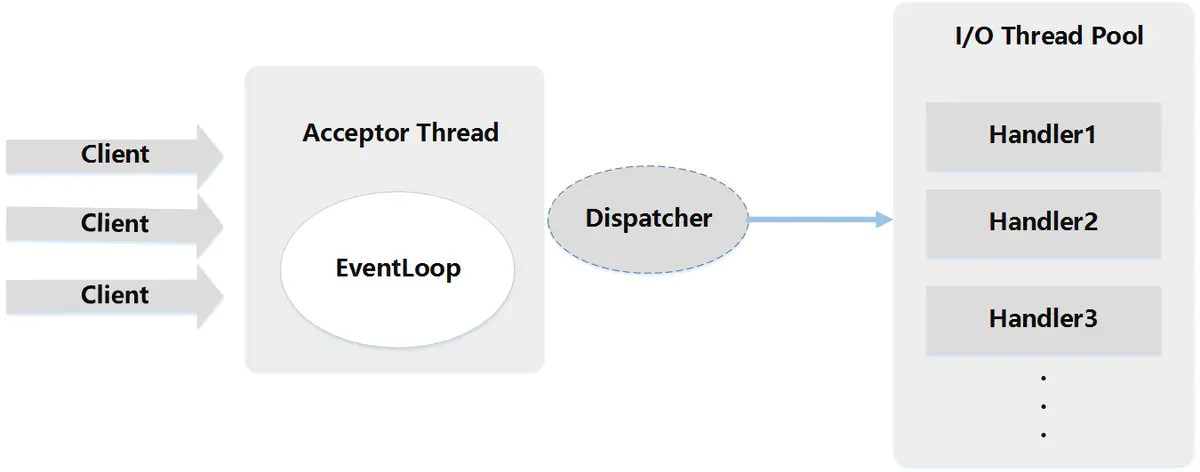 Client
Client
Client
Acceptor Thread
EventLoop
Dispatcher
I/O Thread Pool
Handler1
Handler2
Handler3